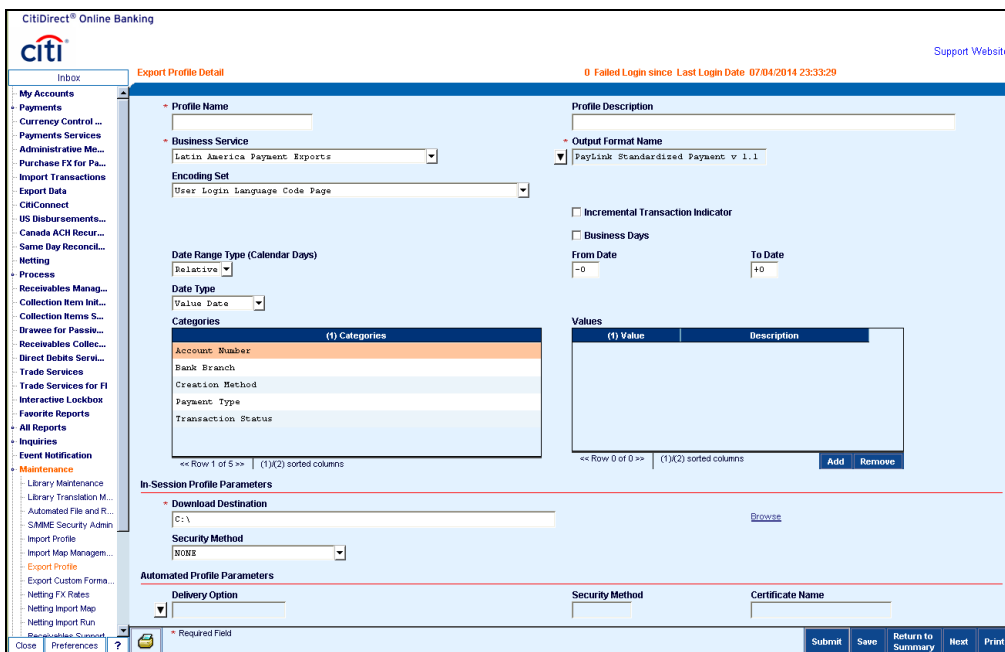 CitiDirect® Online Banking
citi
Support Website
Inbox
Export Profile Detail
0 Failed Login since Last Login Date 07/04/2014 23:33:29
My Accounts
Payments
Currency Control ...
Payments Services
Administrative Me...
Purchase FX for Pa...
Import Transactions
Export Data
CitiConnect
US Disbursements...
Canada ACH Recur...
Same Day Reconcil...
Netting
Process
Receivables Manag...
Collection Item Init...
Collection Items S...
Drawee for Passiv...
Receivables Collec...
Direct Debits Servi...
Trade Services
Trade Services for FI
Interactive Lockbox
Favorite Reports
All Reports
Inquiries
Event Notification
Maintenance
Library Maintenance
Library Translation M...
Automated File and R...
S/MIME Security Admin
Import Profile
Import Map Managem...
Export Profile
Export Custom Forma...
Netting FX Rates
Netting Import Map
Netting Import Run
Receivables Support
Close Preferences ?
* Profile Name
Profile Description
* Business Service
* Output Format Name
Latin America Payment Exports
PayLink Standardized Payment v 1.1
Encoding Set
User Login Language Code Page
Incremental Transaction Indicator
Business Days
Date Range Type (Calendar Days)
From Date
To Date
Relative
-0
+0
Date Type
Value Date
Categories
Values
(1) Categories
(1) Value
Description
Account Number
Bank Branch
Creation Method
Payment Type
Transaction Status
<< Row 1 of 5 >> (1)/(2) sorted columns
<< Row 0 of 0 >> (1)/(2) sorted columns
Add Remove
In-Session Profile Parameters
* Download Destination
C:\
Browse
Security Method
NONE
Automated Profile Parameters
Delivery Option
Security Method
Certificate Name
* Required Field
Submit Save Return to Summary Next Print